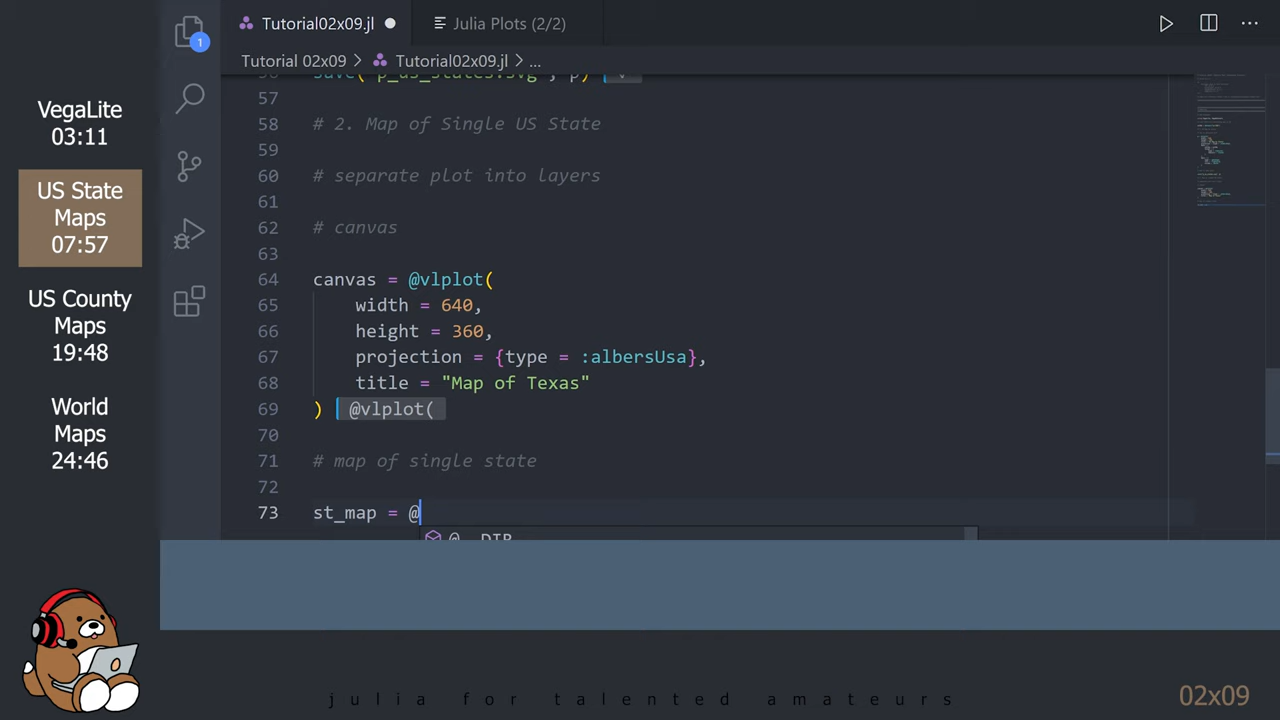 Tutorial02x09.jl
Julia Plots (2/2)
1
Tutorial 02x09 > Tutorial02x09.jl > ...
VegaLite
03:11
US State
Maps
07:57
US County
Maps
19:48
World
Maps
24:46
56 save("p_us_states.svg", p)
57
58 # 2. Map of Single US State
59
60 # separate plot into layers
61
62 # canvas
63
64 canvas = @vlplot(
65 width = 640,
66 height = 360,
67 projection = {type = :albersUsa},
68 title = "Map of Texas"
69 ) @vlplot(
70
71 # map of single state
72
73 st_map = @
julia for talented amateurs
02x09